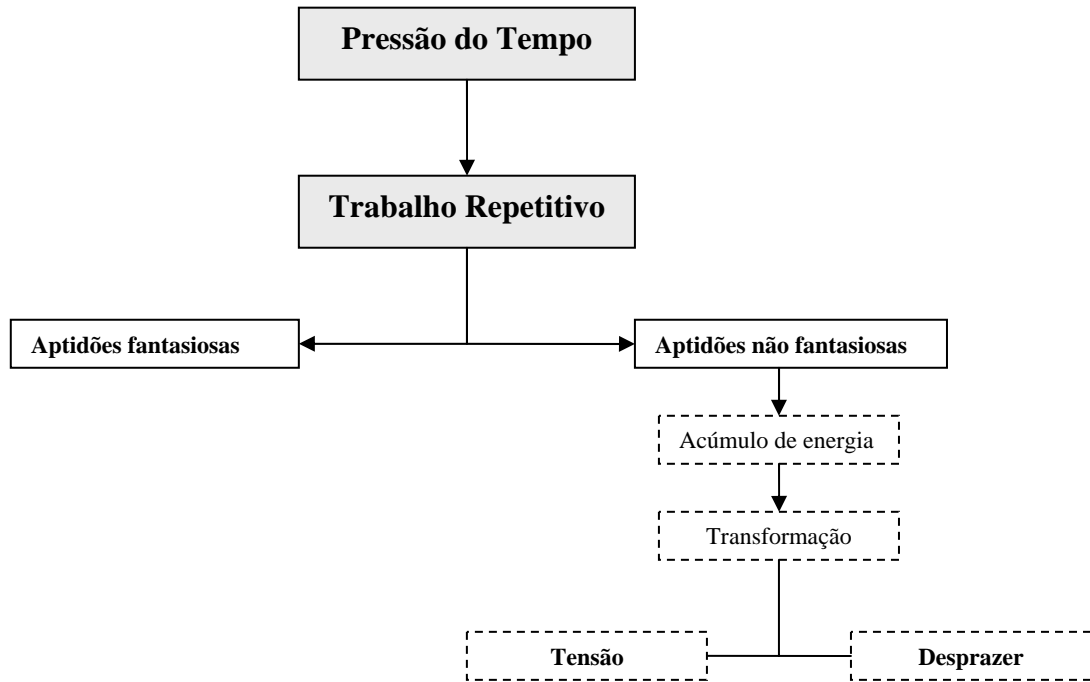 Pressão do Tempo
Trabalho Repetitivo
Aptidões fantasiosas
Aptidões não fantasiosas
Acúmulo de energia
Transformação
Tensão
Desprazer